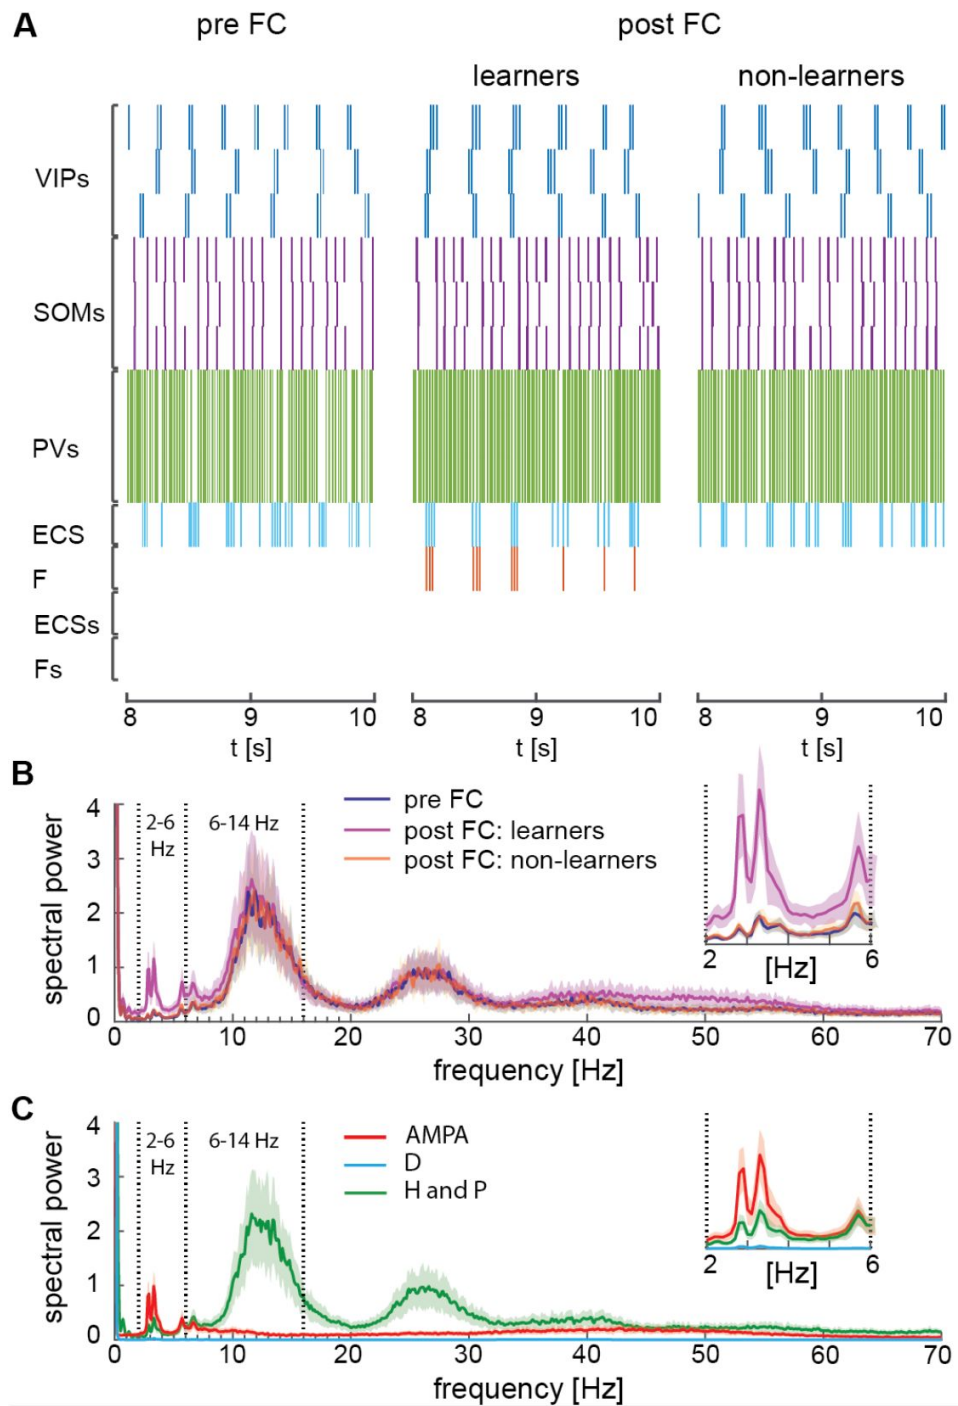 A
pre FC
post FC
learners
non-learners
VIPs
SOMs
PVs
ECS
F
ECSs
Fs
8 9 10
t [s]
8 9 10
t [s]
8 9 10
t [s]
B
spectral power
4
3
2
1
0
2-6
Hz
6-14 Hz
pre FC
post FC: learners
post FC: non-learners
2 [Hz] 6
0 10 20 30 40 50 60 70
frequency [Hz]
C
spectral power
4
3
2
1
0
2-6
Hz
6-14 Hz
AMPA
D
H and P
2 [Hz] 6
0 10 20 30 40 50 60 70
frequency [Hz]